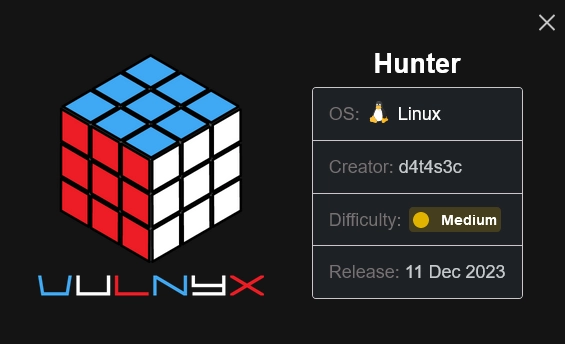 Hunter
OS: Linux
Creator: d4t4s3c
Difficulty: Medium
Release: 11 Dec 2023
VULNYX